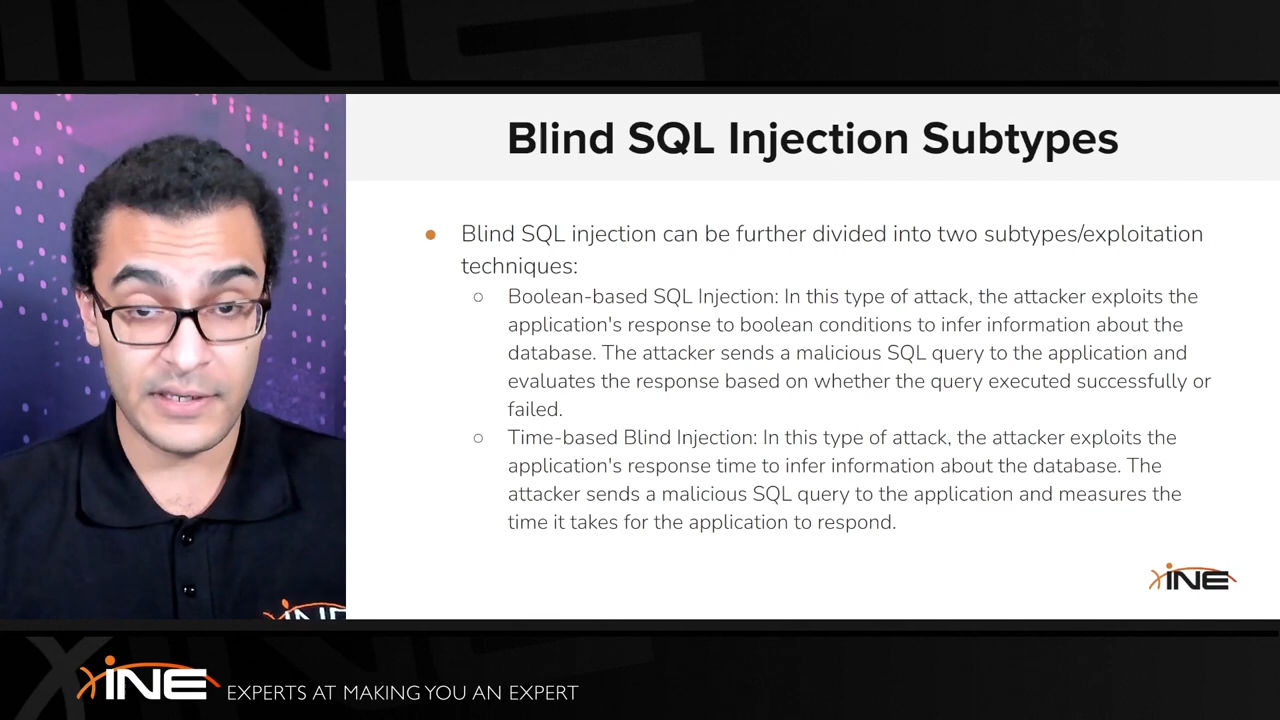 Blind SQL Injection Subtypes
Blind SQL injection can be further divided into two subtypes/exploitation
techniques:
Boolean-based SQL Injection: In this type of attack, the attacker exploits the
application's response to boolean conditions to infer information about the
database. The attacker sends a malicious SQL query to the application and
evaluates the response based on whether the query executed successfully or
failed.
Time-based Blind Injection: In this type of attack, the attacker exploits the
application's response time to infer information about the database. The
attacker sends a malicious SQL query to the application and measures the
time it takes for the application to respond.
INE
INE
INE EXPERTS AT MAKING YOU AN EXPERT